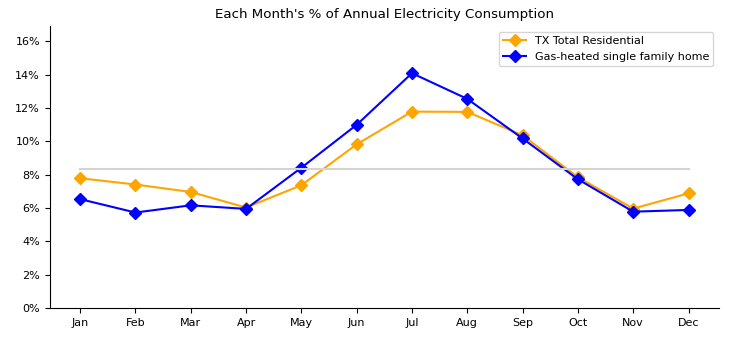 Each Month's % of Annual Electricity Consumption
TX Total Residential
Gas-heated single family home
16%
14%
12%
10%
8%
6%
4%
2%
0%
Jan Feb Mar Apr May Jun Jul Aug Sep Oct Nov Dec